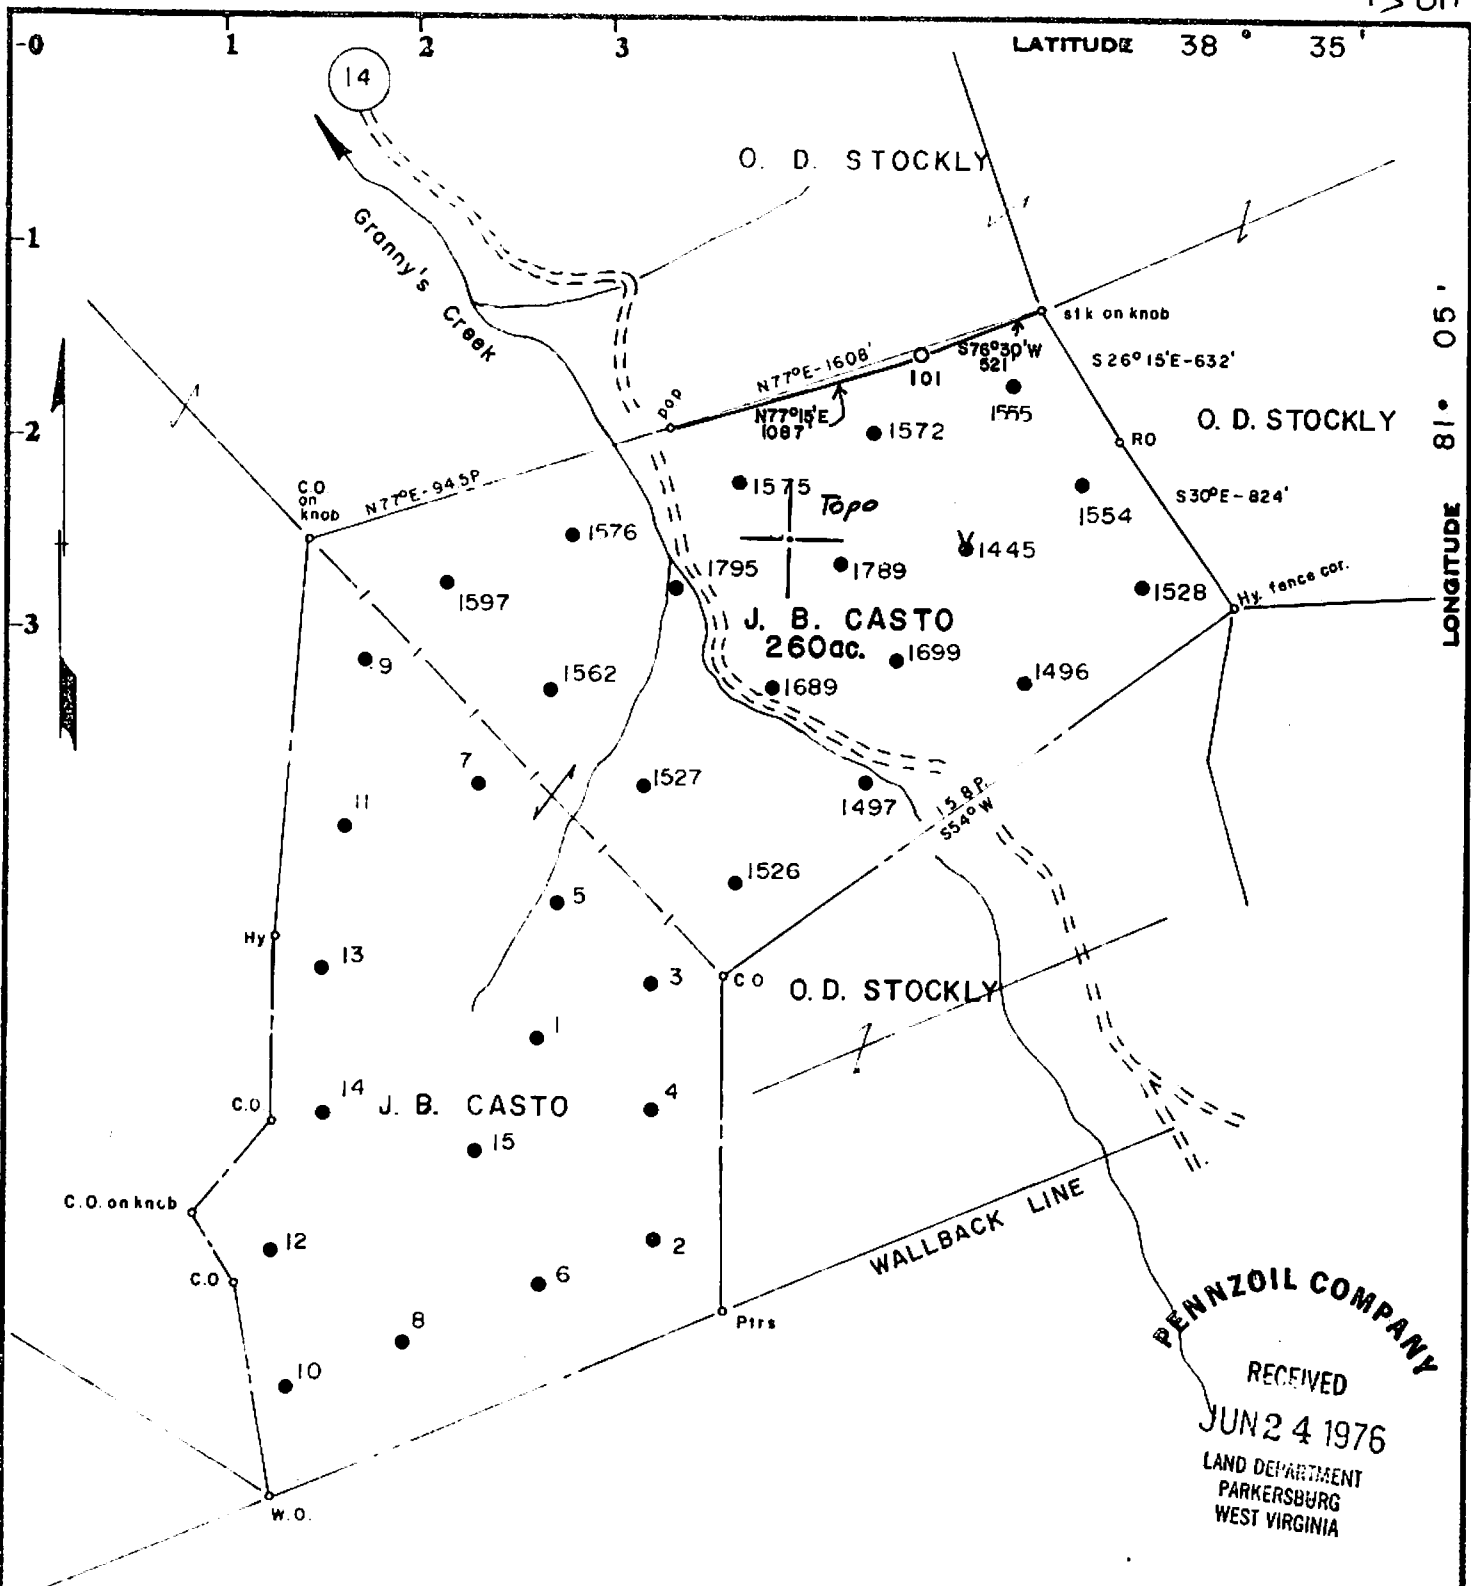 -0
1
2
3
LATITUDE 38° 35'
14
O. D. STOCKLY
-1
Granny's Creek
05'
stk on knob
S76°30'W
521'
S26°15'E-632'
N77°E-1608'
101
1555
pop
N77°15'E
1087'
1572
O. D. STOCKLY
81°
-2
RO
C.O.
on
knob
N77°E-94.5P
1575
Topo
S30°E-824'
1554
LONGITUDE
1576
1445
1795
1789
1528
1597
Hy. fence cor.
J. B. CASTO
260ac.
-3
9
1562
1699
1496
1689
7
1527
1497
11
158P.
S54°W
1526
5
Hy
13
3
C O
O. D. STOCKLY
1
14
C.O
J. B. CASTO
4
15
C.O. on knob
WALLBACK LINE
12
2
C.O
6
PENNZOIL COMPANY
Ptrs
8
RECEIVED
10
JUN 24 1976
LAND DEPARTMENT
PARKERSBURG
WEST VIRGINIA
W.O.